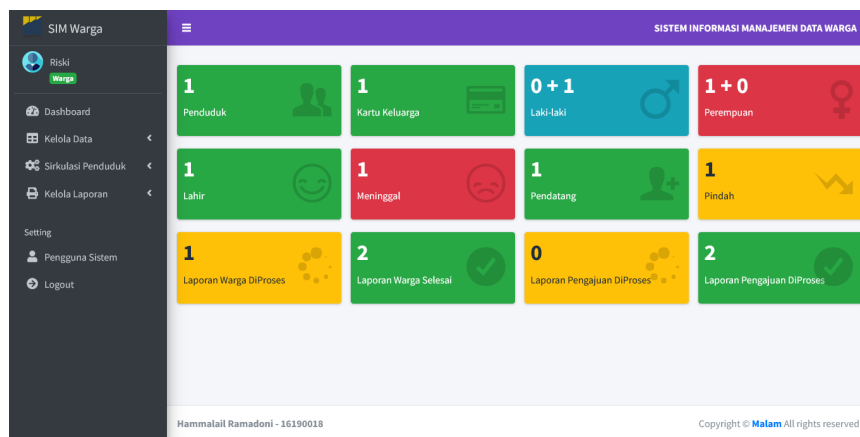 SIM Warga
SISTEM INFORMASI MANAJEMEN DATA WARGA
Riski
Warga
Dashboard
Kelola Data
Sirkulasi Penduduk
Kelola Laporan
Setting
Pengguna Sistem
Logout
1
Penduduk
1
Kartu Keluarga
0 + 1
Laki-laki
1 + 0
Perempuan
1
Lahir
1
Meninggal
1
Pendatang
1
Pindah
1
Laporan Warga DiProses
2
Laporan Warga Selesai
0
Laporan Pengajuan DiProses
2
Laporan Pengajuan DiProses
Hammalail Ramadoni - 16190018
Copyright © Malam All rights reserved